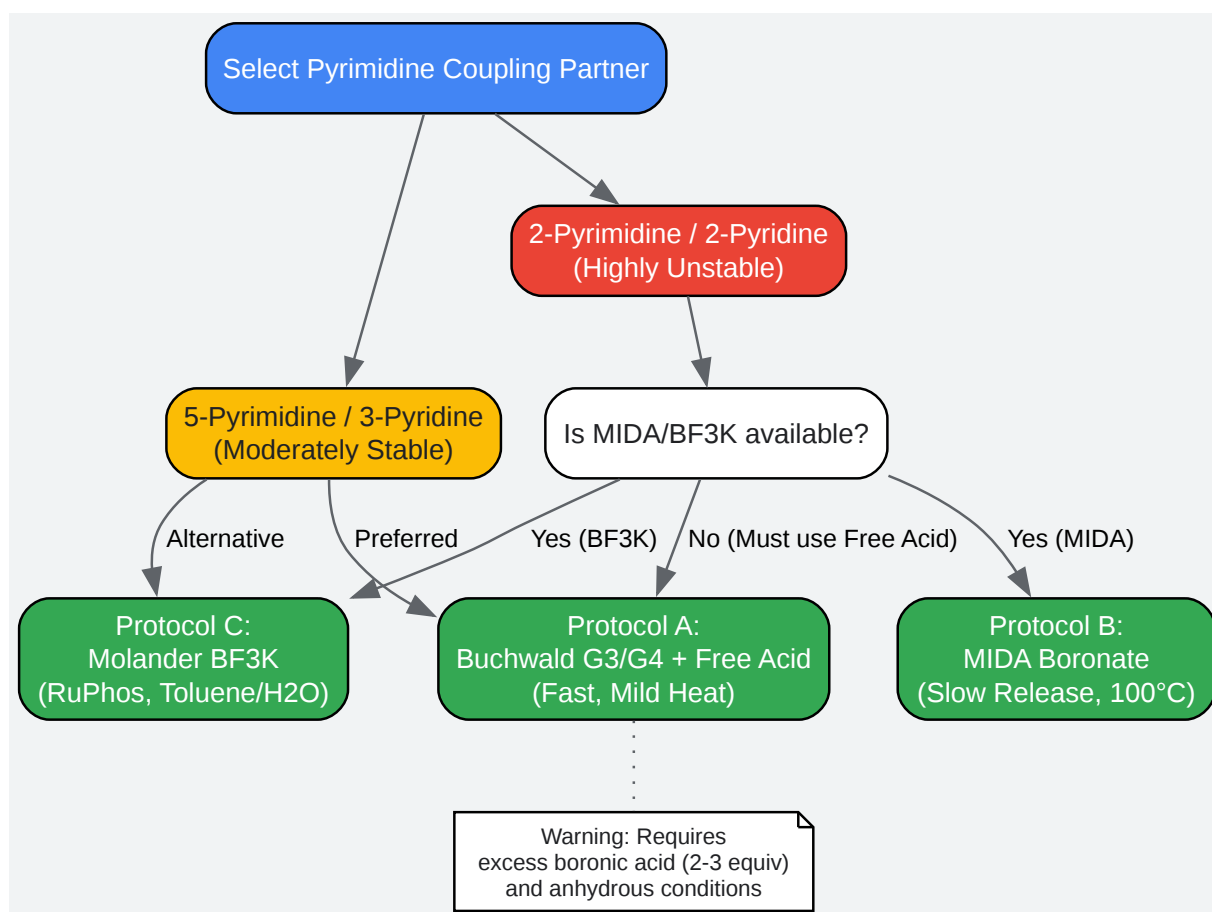 Select Pyrimidine Coupling Partner
2-Pyrimidine / 2-Pyridine
(Highly Unstable)
5-Pyrimidine / 3-Pyridine
(Moderately Stable)
Is MIDA/BF3K available?
Alternative
Preferred
Yes (BF3K)
No (Must use Free Acid)
Yes (MIDA)
Protocol C:
Molander BF3K
(RuPhos, Toluene/H2O)
Protocol A:
Buchwald G3/G4 + Free Acid
(Fast, Mild Heat)
Protocol B:
MIDA Boronate
(Slow Release, 100°C)
Warning: Requires
excess boronic acid (2-3 equiv)
and anhydrous conditions